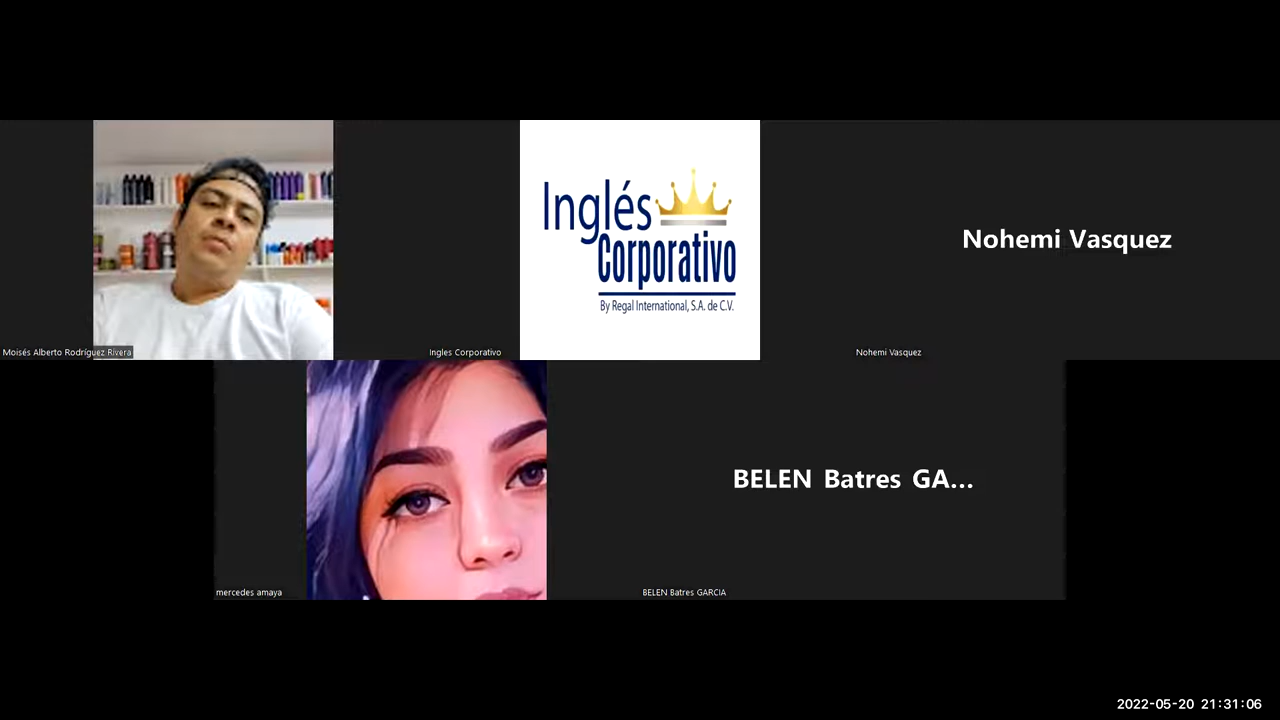 Inglés
Corporativo
By Regal International, S.A. de C.V.
Nohemi Vasquez
Moisés Alberto Rodríguez Rivera
Ingles Corporativo
Nohemi Vasquez
BELEN Batres GA...
mercedes amaya
BELEN Batres GARCIA
2022-05-20 21:31:06